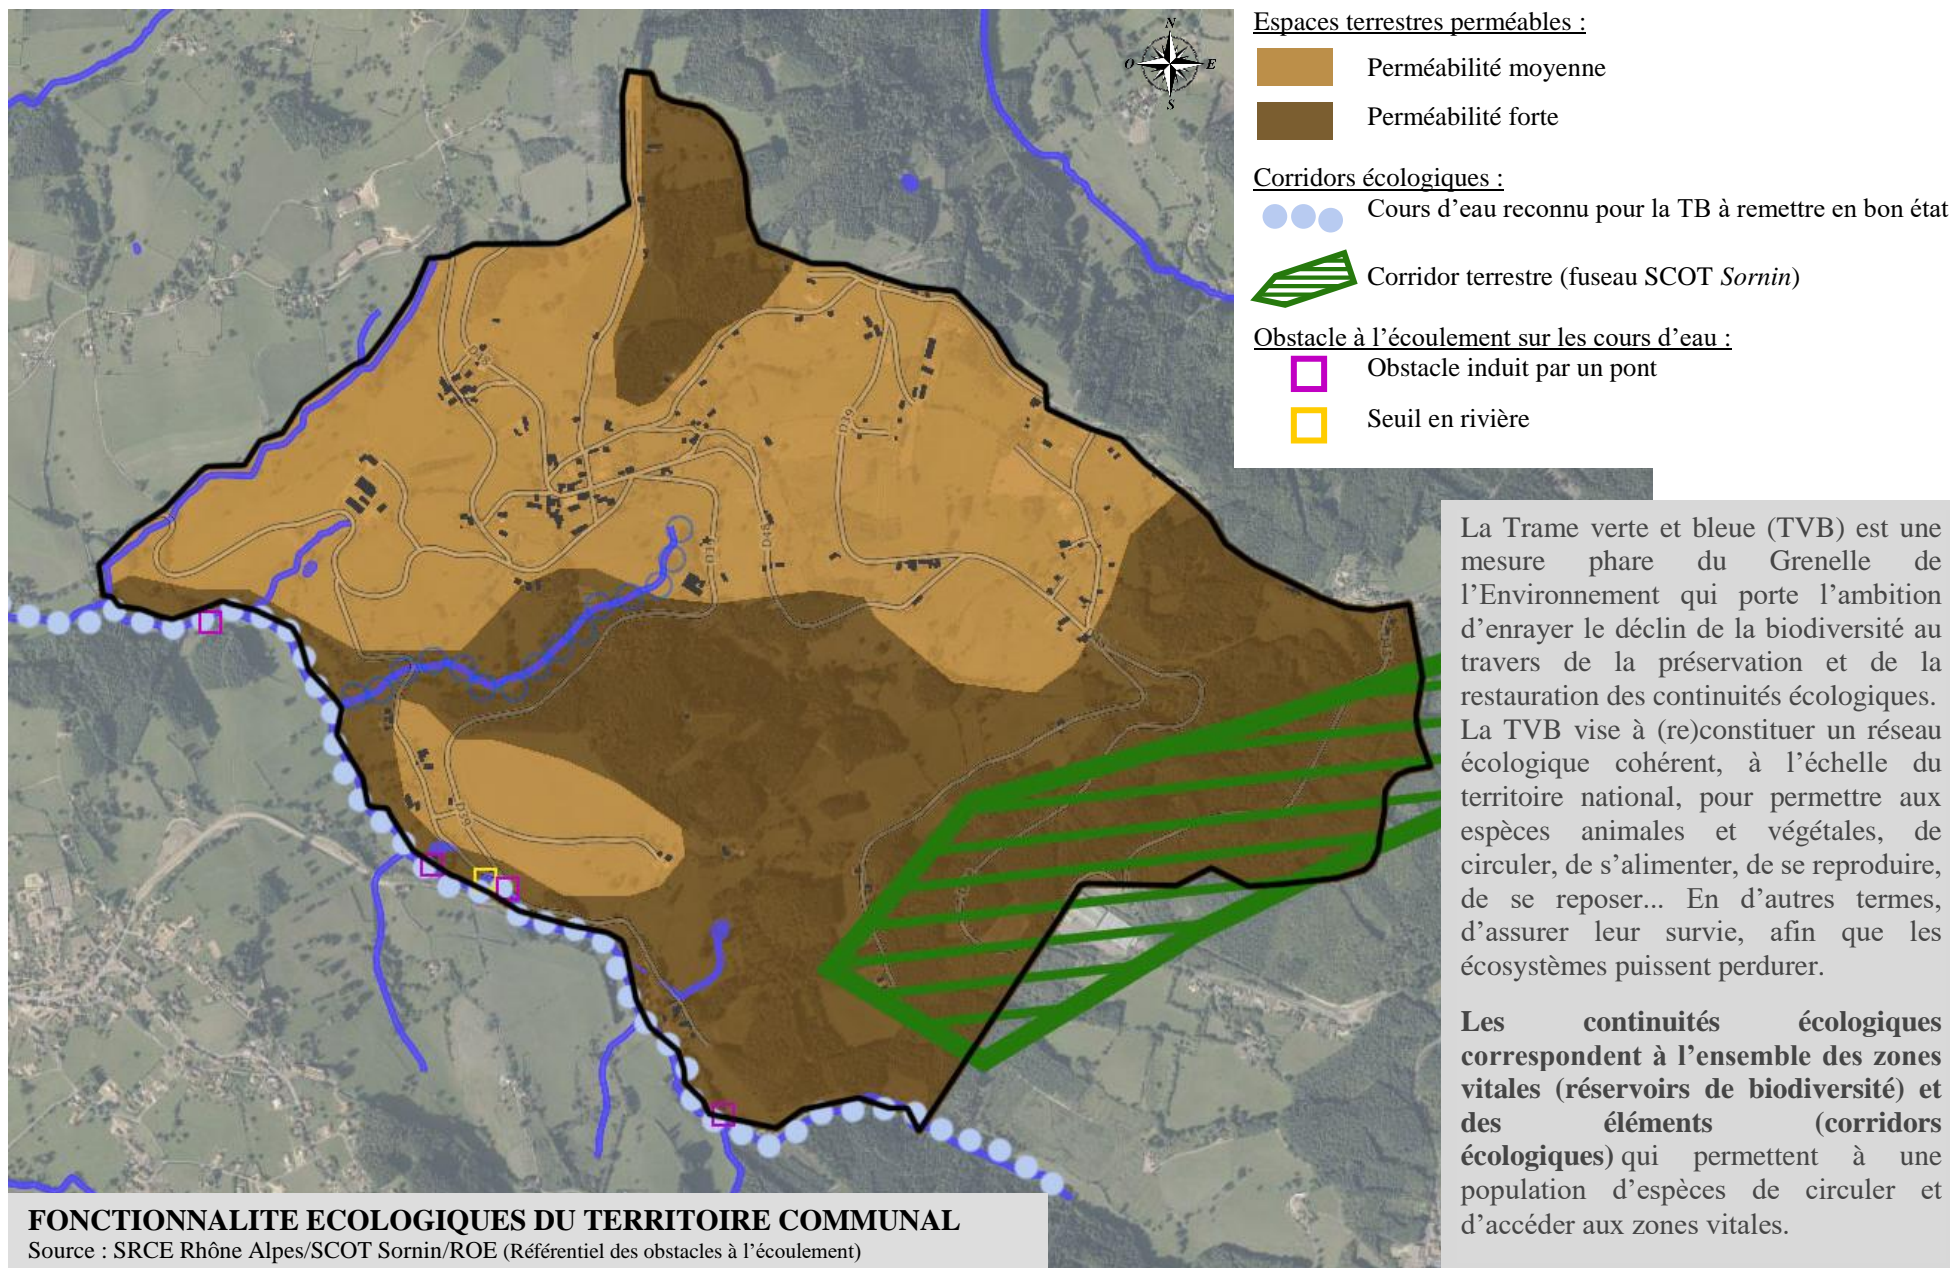 N
O
E
S
Espaces terrestres perméables :
Perméabilité moyenne
Perméabilité forte
Corridors écologiques :
Cours d'eau reconnu pour la TB à remettre en bon état
Corridor terrestre (fuseau SCOT Sornin)
Obstacle à l'écoulement sur les cours d'eau :
Obstacle induit par un pont
Seuil en rivière
D39
D45
D39
La Trame verte et bleue (TVB) est une
mesure phare du Grenelle de
l'Environnement qui porte l'ambition
d'enrayer le déclin de la biodiversité au
travers de la préservation et de la
restauration des continuités écologiques.
La TVB vise à (re)constituer un réseau
écologique cohérent, à l'échelle du
territoire national, pour permettre aux
espèces animales et végétales, de
circuler, de s'alimenter, de se reproduire,
de se reposer... En d'autres termes,
d'assurer leur survie, afin que les
écosystèmes puissent perdurer.
Les continuités écologiques
correspondent à l'ensemble des zones
vitales (réservoirs de biodiversité) et
des éléments (corridors
écologiques) qui permettent à une
population d'espèces de circuler et
d'accéder aux zones vitales.
FONCTIONNALITE ECOLOGIQUES DU TERRITOIRE COMMUNAL
Source : SRCE Rhône Alpes/SCOT Sornin/ROE (Référentiel des obstacles à l'écoulement)